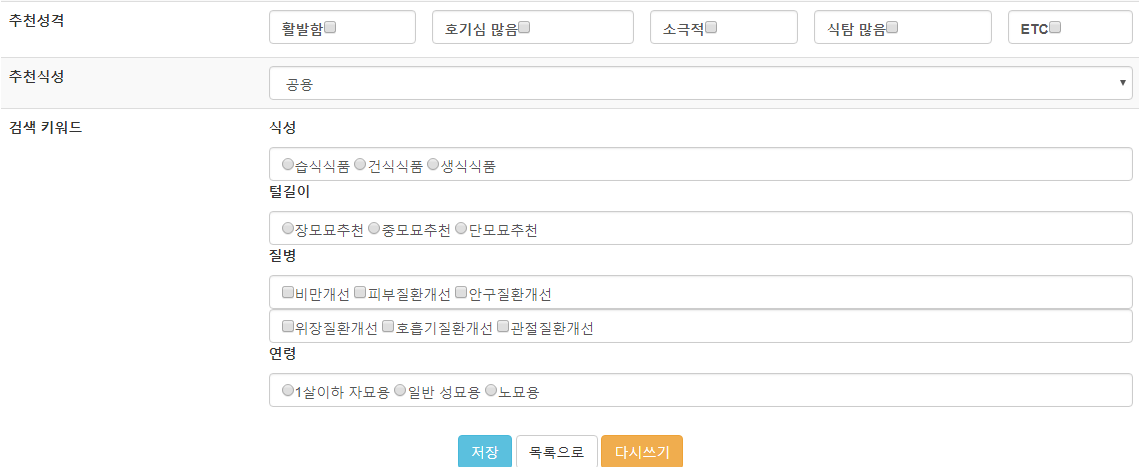 추천성격 활발함 호기심 많음 소극적 식탐 많음 ETC
추천식성 공용
검색 키워드 식성
습식식품 건식식품 생식식품
털길이
장모묘추천 중모묘추천 단모묘추천
질병
비만개선 피부질환개선 안구질환개선
위장질환개선 호흡기질환개선 관절질환개선
연령
1살이하 자묘용 일반 성묘용 노묘용
저장 목록으로 다시쓰기